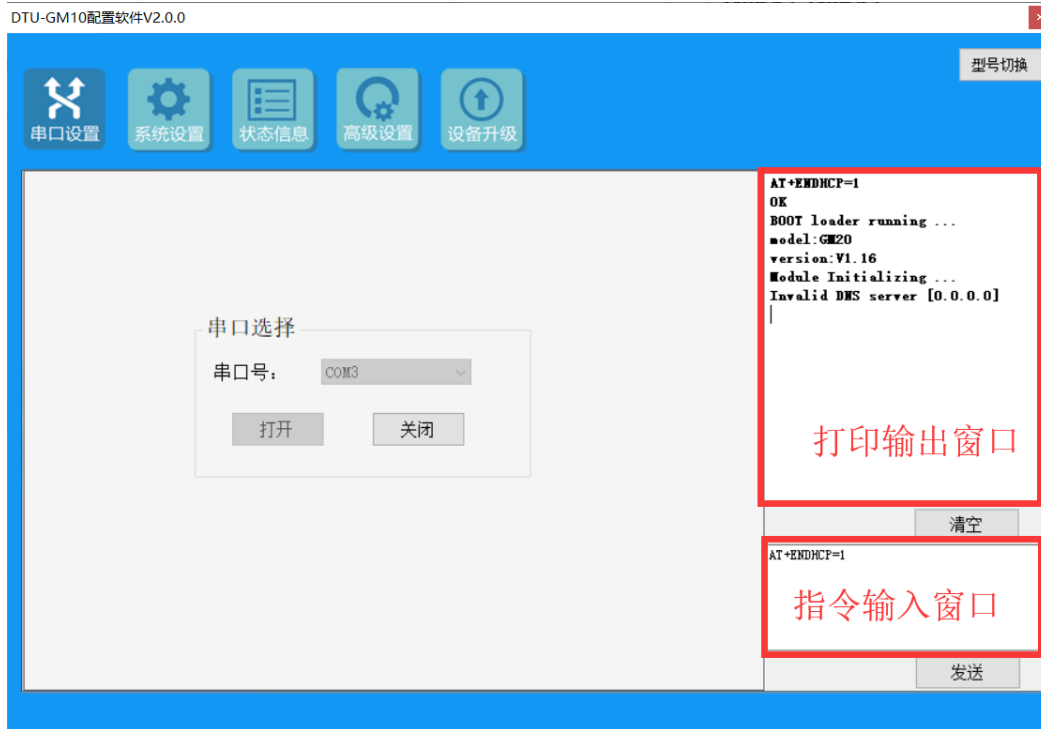 DTU-GM10配置软件V2.0.0
型号切换
串口设置
系统设置
状态信息
高级设置
设备升级
AT+ENDHCP=1
OK
BOOT loader running ...
model:GM20
version:V1.16
Module Initializing ...
Invalid DNS server [0.0.0.0]
串口选择
串口号：
COM3
打开
关闭
打印输出窗口
清空
AT+ENDHCP=1
指令输入窗口
发送